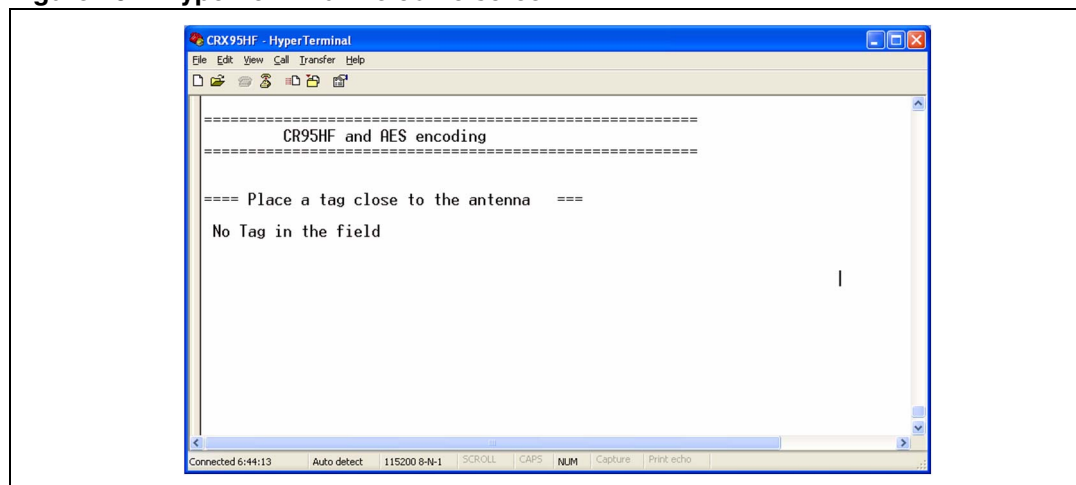 CRX95HF - HyperTerminal
File Edit View Call Transfer Help
=========================================================
CR95HF and AES encoding
=========================================================
==== Place a tag close to the antenna ===
No Tag in the field
Connected 6:44:13 Auto detect 115200 8-N-1 SCROLL CAPS NUM Capture Print echo